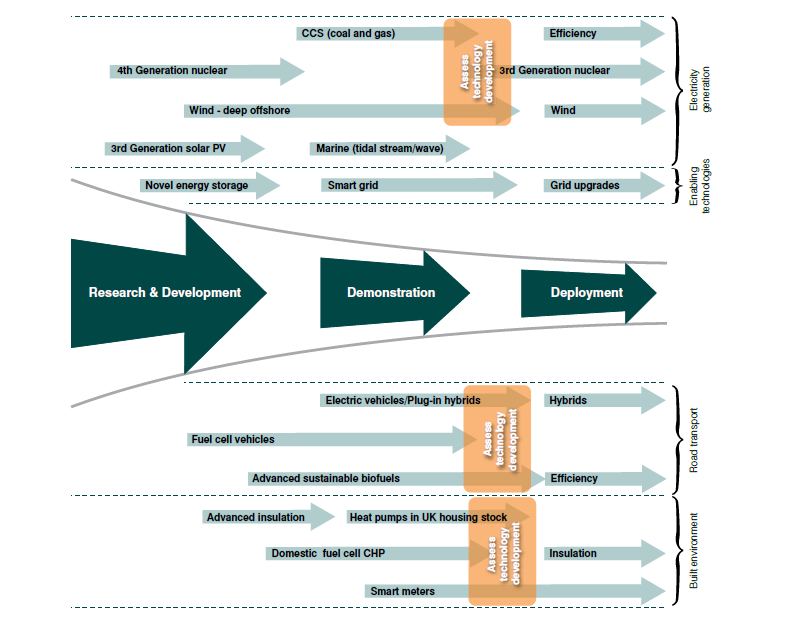 CCS (coal and gas)
Efficiency
4th Generation nuclear
3rd Generation nuclear
Wind - deep offshore
Wind
Assess
technology
development
3rd Generation solar PV
Marine (tidal stream/wave)
Electricity
generation
Novel energy storage
Smart grid
Grid upgrades
Enabling
technologies
Research & Development
Demonstration
Deployment
Electric vehicles/Plug-in hybrids
Hybrids
Fuel cell vehicles
Advanced sustainable biofuels
Efficiency
Assess
technology
development
Road transport
Advanced insulation
Heat pumps in UK housing stock
Domestic fuel cell CHP
Insulation
Smart meters
Assess
technology
development
Built environment